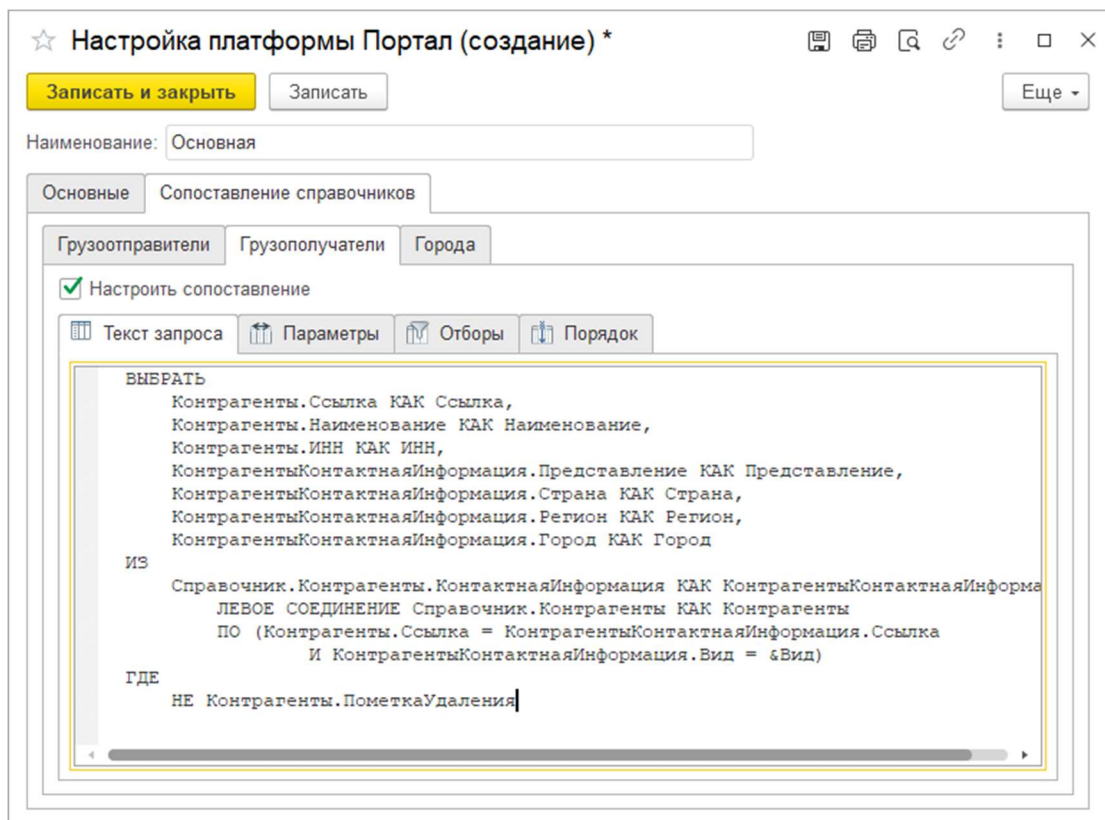 Настройка платформы Портал (создание) *
Записать и закрыть Записать Еще
Наименование: Основная
Основные Сопоставление справочников
Грузоотправители Грузополучатели Города
Настроить сопоставление
Текст запроса Параметры Отборы Порядок
ВЫБРАТЬ
Контрагенты.Ссылка КАК Ссылка,
Контрагенты.Наименование КАК Наименование,
Контрагенты.ИНН КАК ИНН,
КонтрагентыКонтактнаяИнформация.Представление КАК Представление,
КонтрагентыКонтактнаяИнформация.Страна КАК Страна,
КонтрагентыКонтактнаяИнформация.Регион КАК Регион,
КонтрагентыКонтактнаяИнформация.Город КАК Город
ИЗ
Справочник.Контрагенты.КонтактнаяИнформация КАК КонтрагентыКонтактнаяИнформа
ЛЕВОЕ СОЕДИНЕНИЕ Справочник.Контрагенты КАК Контрагенты
ПО (Контрагенты.Ссылка = КонтрагентыКонтактнаяИнформация.Ссылка
И КонтрагентыКонтактнаяИнформация.Вид = &Вид)
ГДЕ
НЕ Контрагенты.ПометкаУдаления